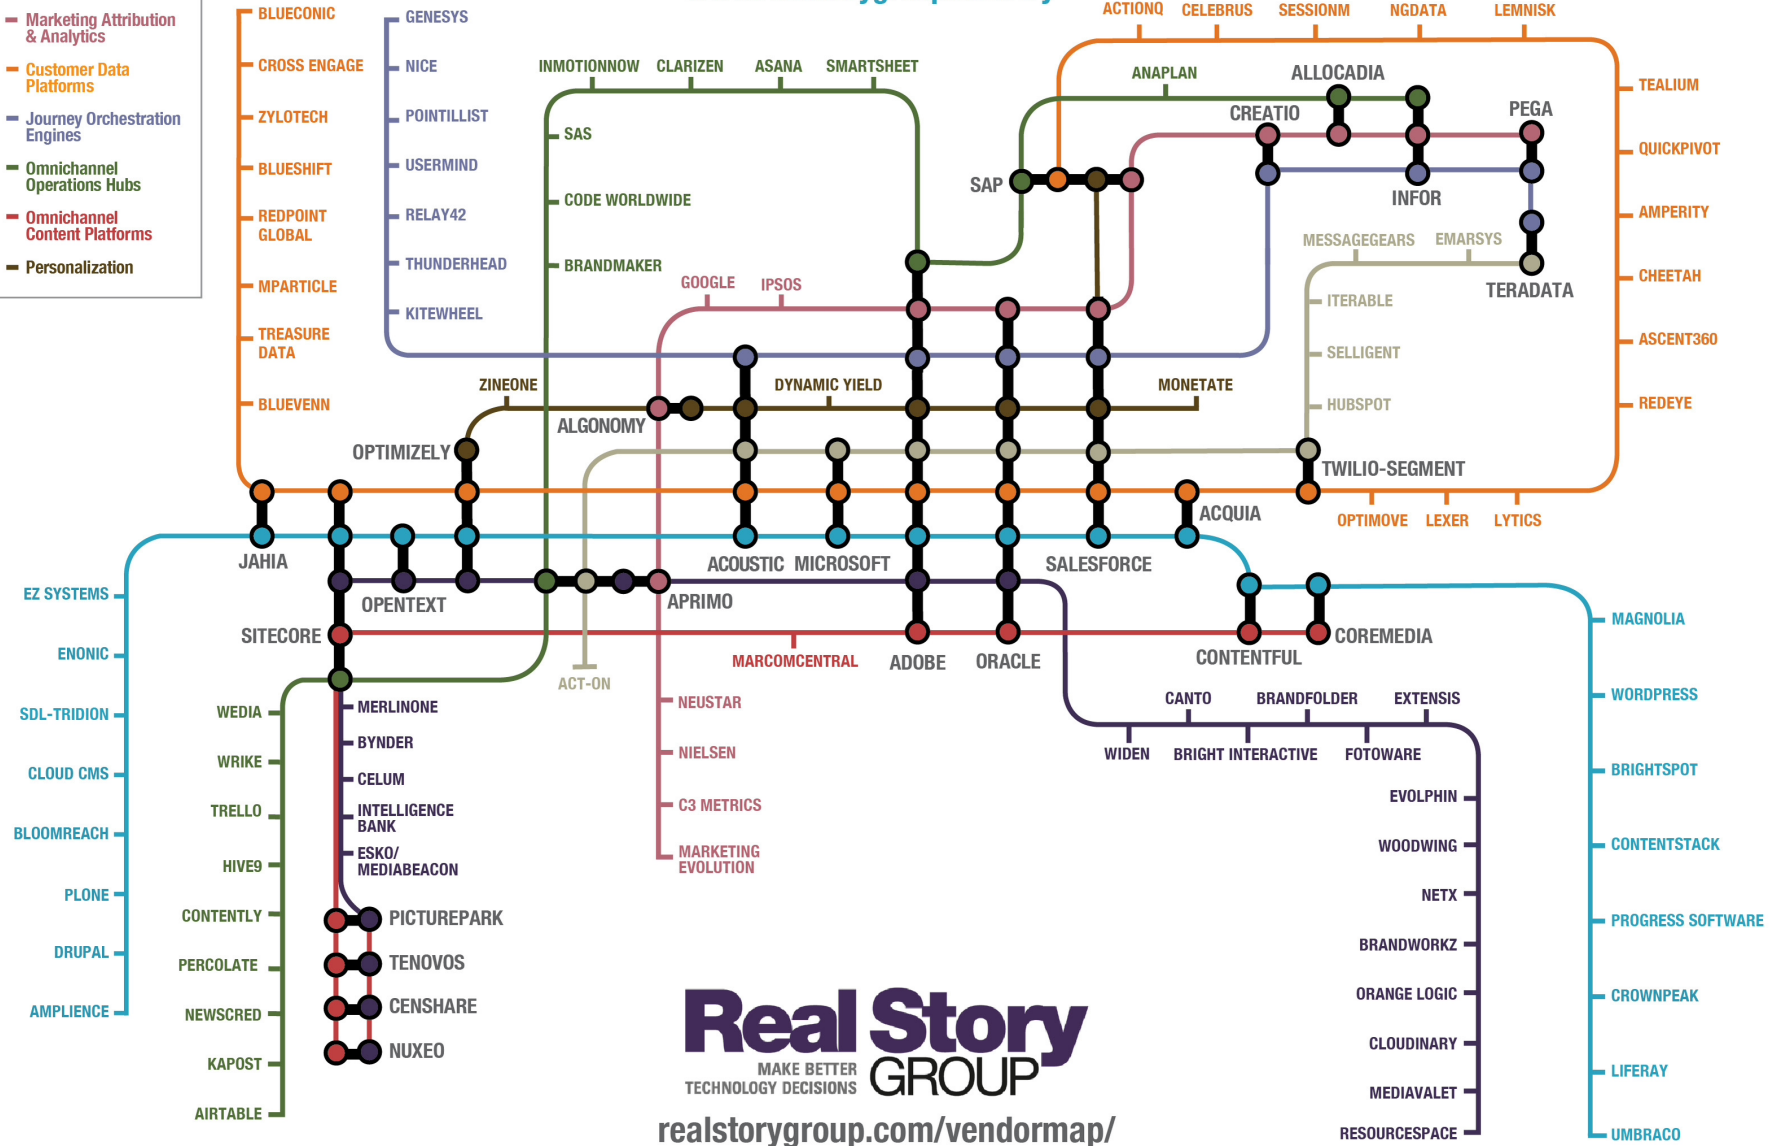 Marketing Attribution
& Analytics
Customer Data
Platforms
Journey Orchestration
Engines
Omnichannel
Operations Hubs
Omnichannel
Content Platforms
Personalization
BLUECONIC
CROSS ENGAGE
ZYLOTECH
BLUESHIFT
REDPOINT
GLOBAL
MPARTICLE
TREASURE
DATA
BLUEVENN
GENESYS
NICE
POINTILLIST
USERMIND
RELAY42
THUNDERHEAD
KITEWHEEL
INMOTIONNOW
CLARIZEN
ASANA
SMARTSHEET
SAS
CODE WORLDWIDE
BRANDMAKER
GOOGLE
IPSOS
ACTIONQ
CELEBRUS
SESSIONM
NGDATA
LEMNISK
ANAPLAN
ALLOCADIA
CREATIO
PEGA
SAP
INFOR
MESSAGEGEARS
EMARSYS
TERADATA
ITERABLE
SELLIGENT
HUBSPOT
TEALIUM
QUICKPIVOT
AMPERITY
CHEETAH
ASCENT360
REDEYE
ZINEONE
DYNAMIC YIELD
MONETATE
ALGONOMY
OPTIMIZELY
TWILIO-SEGMENT
ACQUIA
OPTIMOVE
LEXER
LYTICS
JAHIA
ACOUSTIC
MICROSOFT
SALESFORCE
OPENTEXT
APRIMO
SITECORE
MARCOMCENTRAL
ADOBE
ORACLE
CONTENTFUL
COREMEDIA
ACT-ON
EZ SYSTEMS
ENONIC
SDL-TRIDION
CLOUD CMS
BLOOMREACH
PLONE
DRUPAL
AMPLIENCE
WEDIA
WRIKE
TRELLO
HIVE9
CONTENTLY
PERCOLATE
NEWSCRED
KAPOST
AIRTABLE
MERLINONE
BYNDER
CELUM
INTELLIGENCE
BANK
ESKO/
MEDIABEACON
PICTUREPARK
TENOVOS
CENSHARE
NUXEO
NEUSTAR
NIELSEN
C3 METRICS
MARKETING
EVOLUTION
CANTO
BRANDFOLDER
EXTENSIS
WIDEN
BRIGHT INTERACTIVE
FOTOWARE
EVOLPHIN
WOODWING
NETX
BRANDWORKZ
ORANGE LOGIC
CLOUDINARY
MEDIAVALET
RESOURCESPACE
MAGNOLIA
WORDPRESS
BRIGHTSPOT
CONTENTSTACK
PROGRESS SOFTWARE
CROWNPEAK
LIFERAY
UMBRACO
Real Story
GROUP
MAKE BETTER
TECHNOLOGY DECISIONS
realstorygroup.com/vendormap/